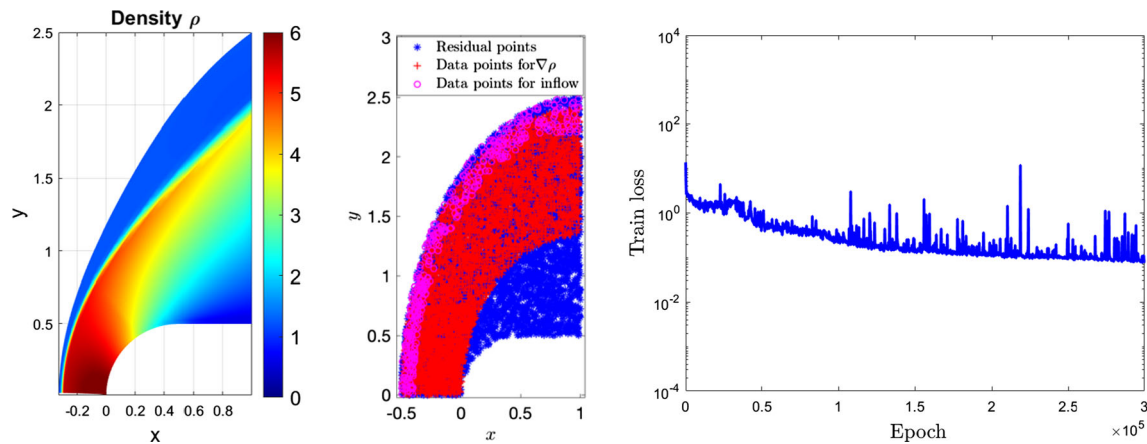 Density ρ
2.5
2
1.5
1
0.5
y
-0.2 0 0.2 0.4 0.6 0.8
x
6
5
4
3
2
1
0
3
2.5
2
1.5
1
0.5
0
y
Residual points
Data points for∇ρ
Data points for inflow
-0.5 0 0.5 1
x
10^4
10^2
10^0
10^-2
10^-4
Train loss
0 0.5 1 1.5 2 2.5 3
Epoch
×10^5